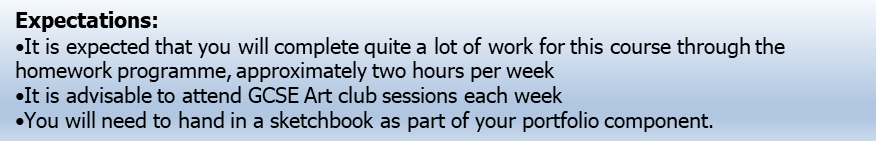 Expectations:
•It is expected that you will complete quite a lot of work for this course through the
homework programme, approximately two hours per week
•It is advisable to attend GCSE Art club sessions each week
•You will need to hand in a sketchbook as part of your portfolio component.